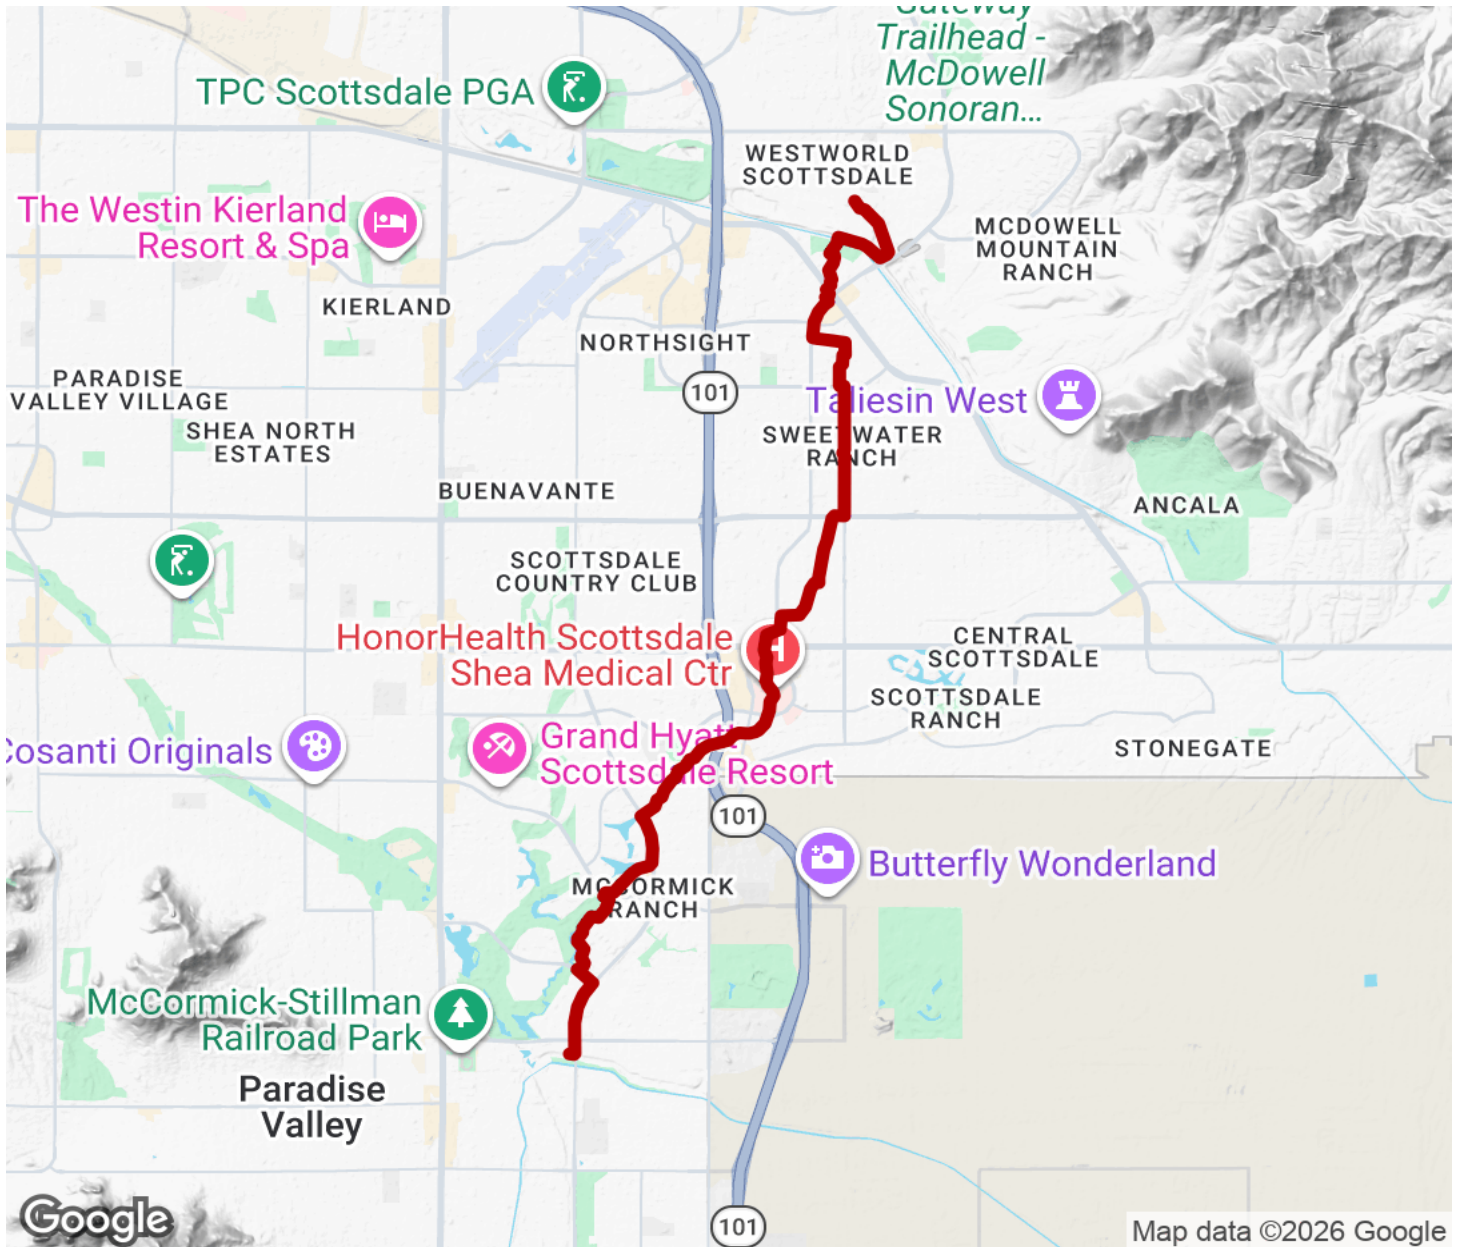 Gateway
Trailhead -
McDowell
Sonoran...
TPC Scottsdale PGA
WESTWORLD
SCOTTSDALE
The Westin Kierland
Resort & Spa
MCDOWELL
MOUNTAIN
RANCH
KIERLAND
NORTHSIGHT
PARADISE
VALLEY VILLAGE
101
Taliesin West
SHEA NORTH
ESTATES
SWEETWATER
RANCH
BUENAVANTE
ANCALA
SCOTTSDALE
COUNTRY CLUB
HonorHealth Scottsdale
Shea Medical Ctr
H
CENTRAL
SCOTTSDALE
SCOTTSDALE
RANCH
Cosanti Originals
Grand Hyatt
Scottsdale Resort
STONEGATE
101
Butterfly Wonderland
MCCORMICK
RANCH
McCormick-Stillman
Railroad Park
Paradise
Valley
Google
101
Map data ©2026 Google